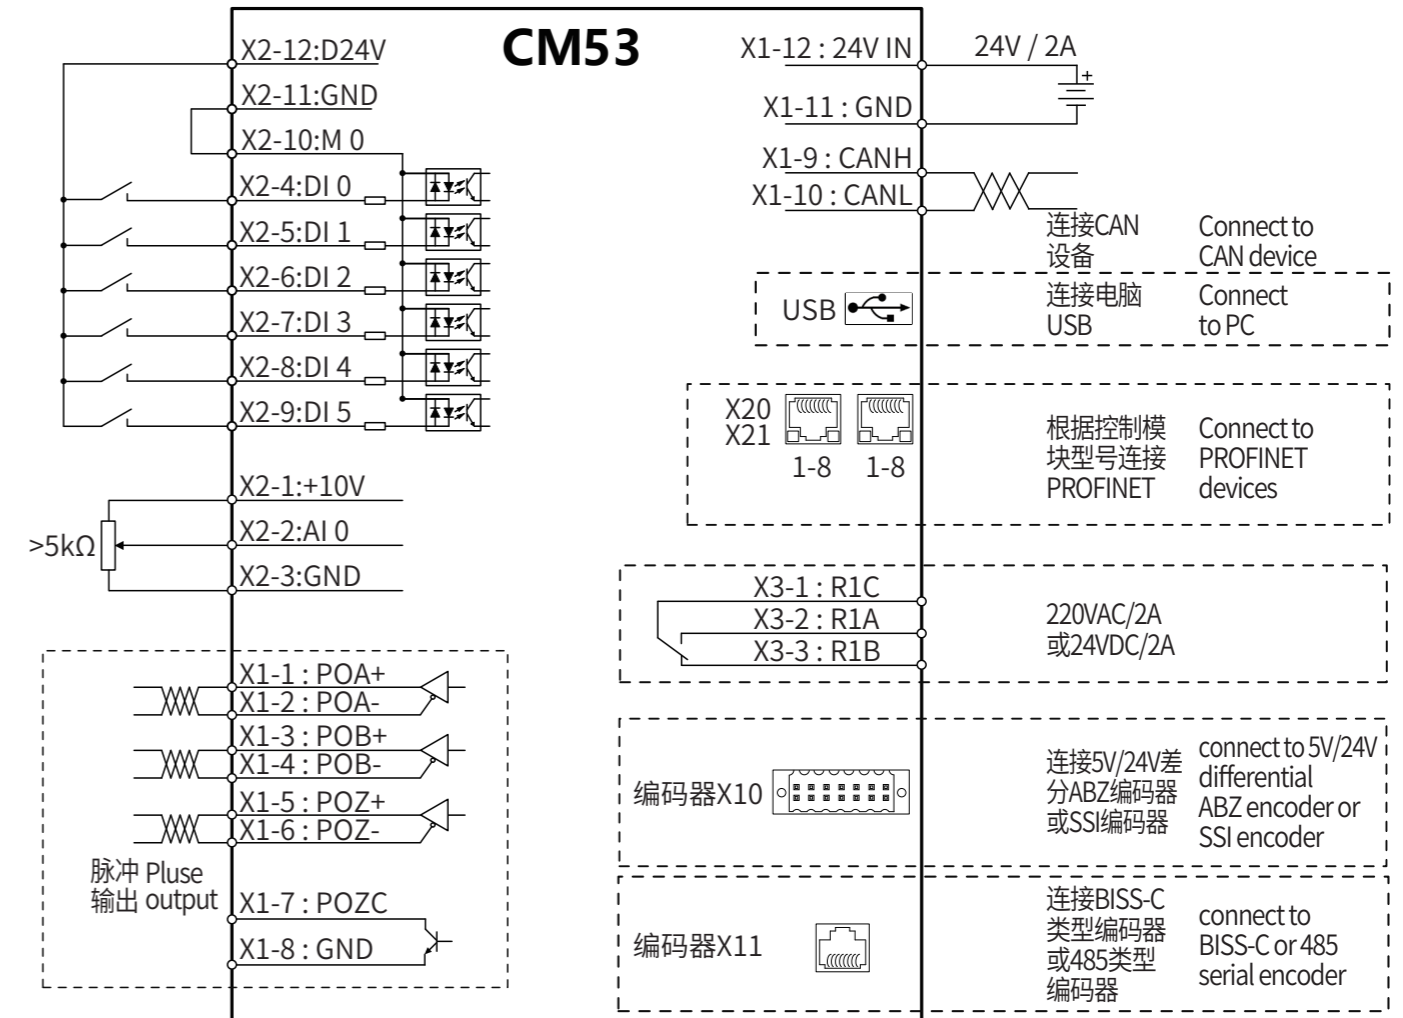 CM53
X2-12:D24V
X2-11:GND
X2-10:M 0
X2-4:DI 0
X2-5:DI 1
X2-6:DI 2
X2-7:DI 3
X2-8:DI 4
X2-9:DI 5
X2-1:+10V
X2-2:AI 0
X2-3:GND
>5kΩ
X1-1 : POA+
X1-2 : POA-
X1-3 : POB+
X1-4 : POB-
X1-5 : POZ+
X1-6 : POZ-
脉冲 Pluse
输出 output
X1-7 : POZC
X1-8 : GND
X1-12 : 24V IN
24V / 2A
+
X1-11 : GND
X1-9 : CANH
X1-10 : CANL
连接CAN
设备
Connect to
CAN device
USB
连接电脑
USB
Connect
to PC
X20
X21
1-8
1-8
根据控制模
块型号连接
PROFINET
Connect to
PROFINET
devices
X3-1 : R1C
X3-2 : R1A
X3-3 : R1B
220VAC/2A
或24VDC/2A
编码器X10
连接5V/24V差
分ABZ编码器
或SSI编码器
connect to 5V/24V
differential
ABZ encoder or
SSI encoder
编码器X11
连接BISS-C
类型编码器
或485类型
编码器
connect to
BISS-C or 485
serial encoder